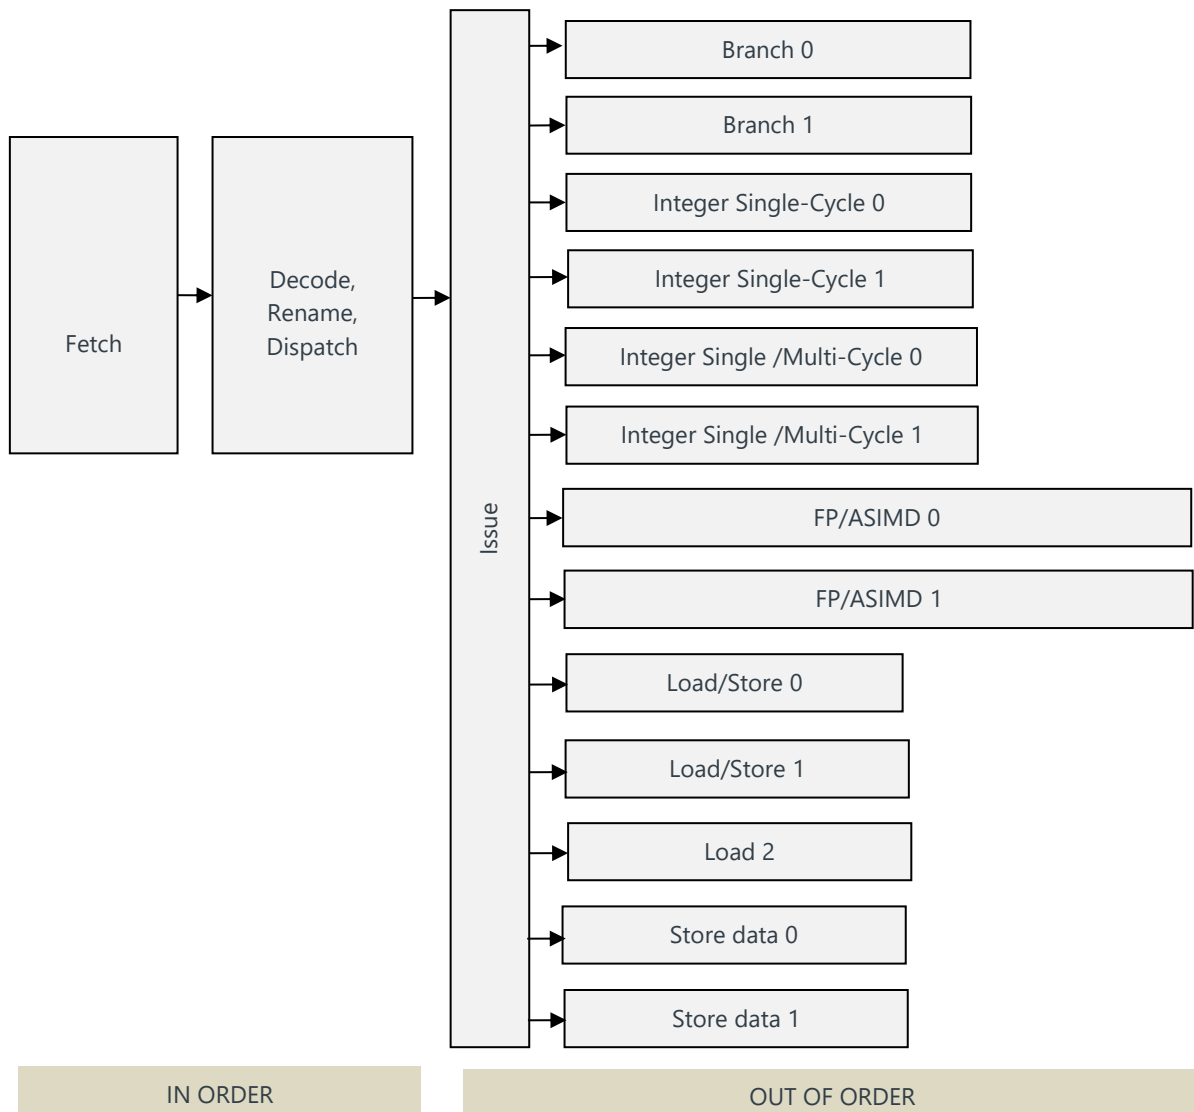 Fetch
Decode,
Rename,
Dispatch
Issue
Branch 0
Branch 1
Integer Single-Cycle 0
Integer Single-Cycle 1
Integer Single /Multi-Cycle 0
Integer Single /Multi-Cycle 1
FP/ASIMD 0
FP/ASIMD 1
Load/Store 0
Load/Store 1
Load 2
Store data 0
Store data 1
IN ORDER
OUT OF ORDER